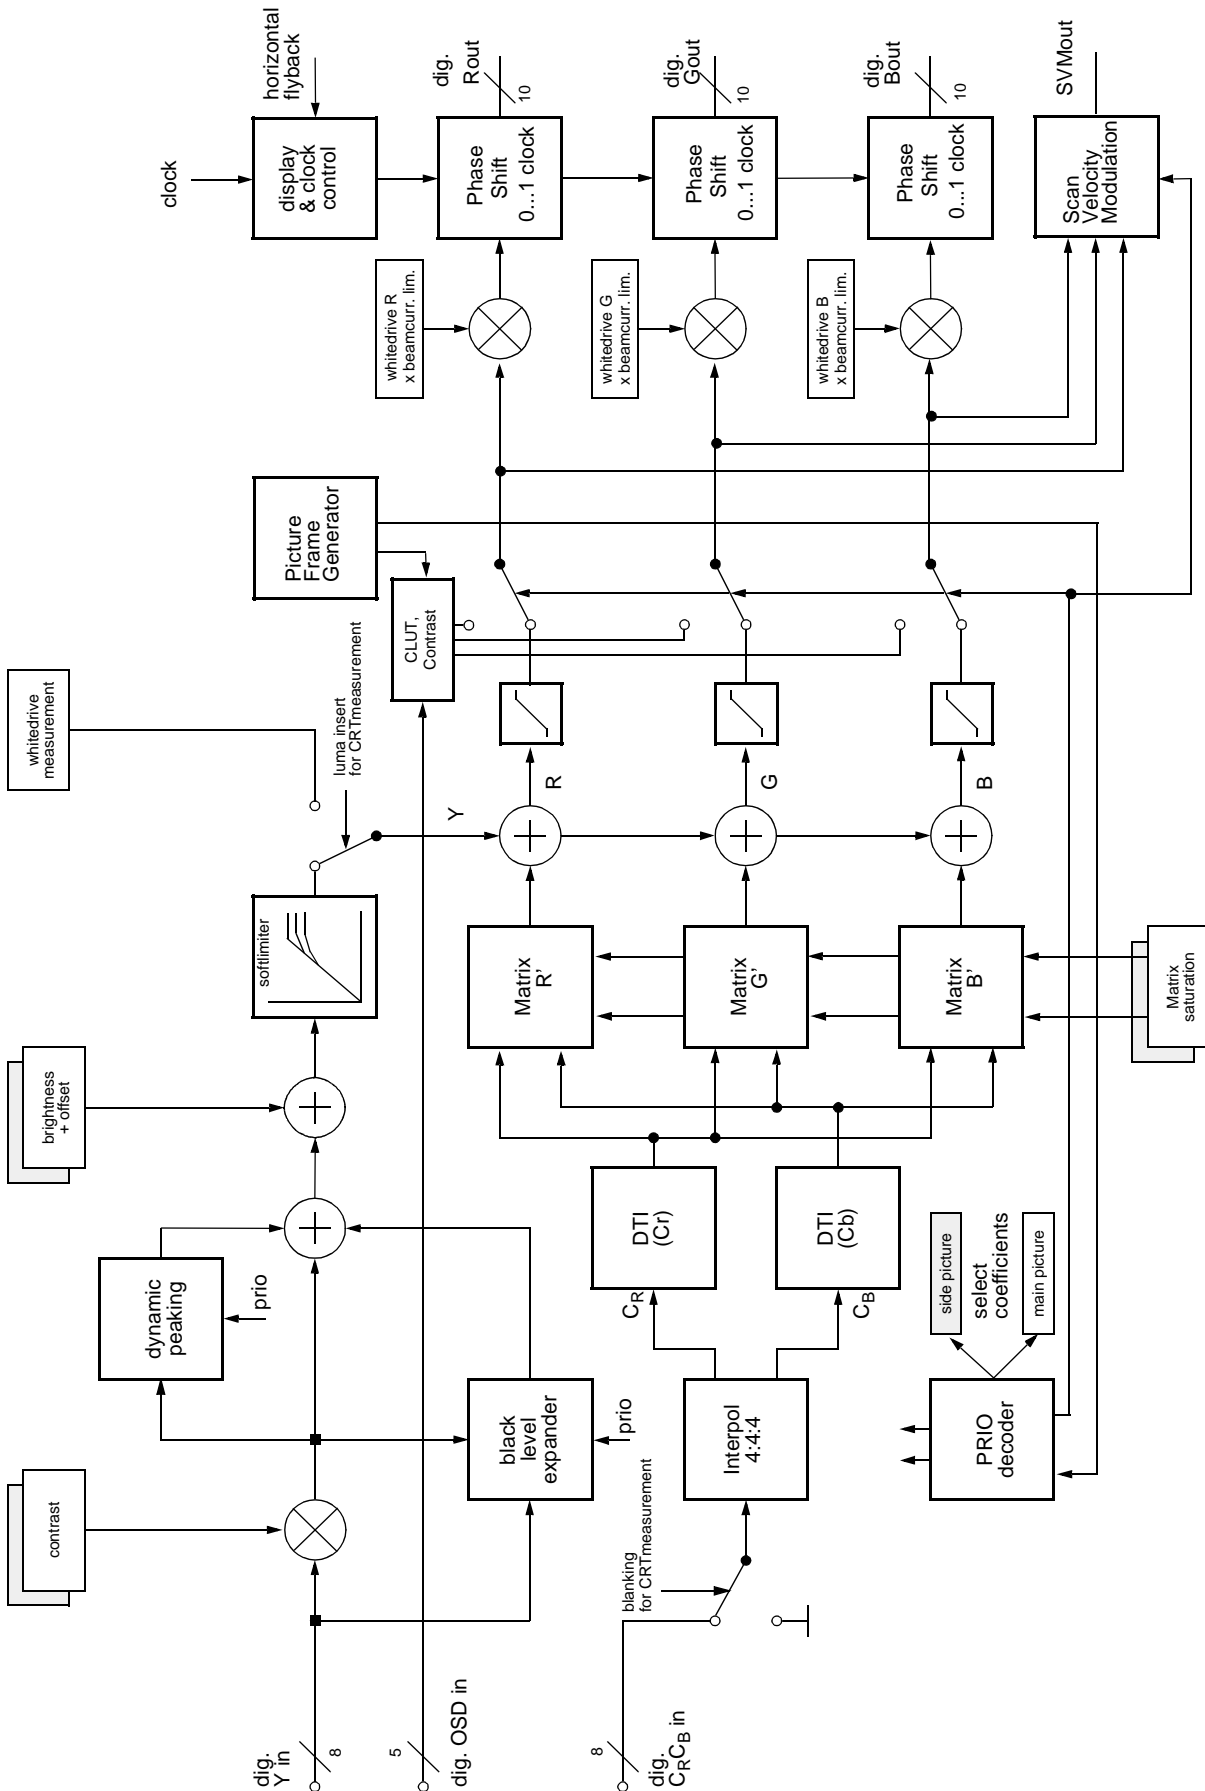 dig.
Y in
8
5
dig. OSD in
8
dig.
CRCB in
contrast
dynamic
peaking
prio
black
level
expander
prio
blanking
for CRTmeasurement
Interpol
4:4:4
PRIO
decoder
side picture
select
coefficients
main picture
CR
CB
DTI
(Cr)
DTI
(Cb)
brightness
+ offset
softlimiter
whitedrive
measurement
luma insert
for CRTmeasurement
Y
Matrix
R'
Matrix
G'
Matrix
B'
Matrix
saturation
R
G
B
CLUT,
Contrast
Picture
Frame
Generator
whitedrive R
x beamcurr. lim.
whitedrive G
x beamcurr. lim.
whitedrive B
x beamcurr. lim.
clock
horizontal
flyback
display
& clock
control
Phase
Shift
0...1 clock
dig.
Rout
10
Phase
Shift
0...1 clock
dig.
Gout
10
Phase
Shift
0...1 clock
dig.
Bout
10
Scan
Velocity
Modulation
SVMout